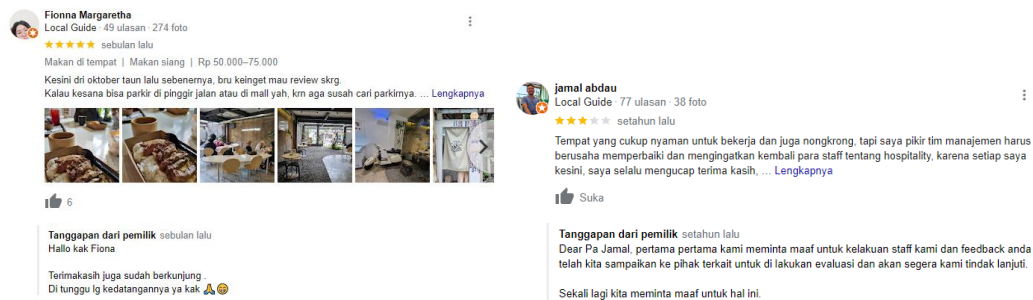 Fionna Margaretha
Local Guide · 49 ulasan · 274 foto
sebulan lalu
Makan di tempat | Makan siang | Rp 50.000–75.000
Kesini dri oktober taun lalu sebenernya, bru keinget mau review skrg.
Kalau kesana bisa parkir di pinggir jalan atau di mall yah, krn aga susah cari parkirnya. … Lengkapnya
6
Tanggapan dari pemilik sebulan lalu
Hallo kak Fiona
Terimakasih juga sudah berkunjung .
Di tunggu lg kedatangannya ya kak 🙏😄
jamal abdau
Local Guide · 77 ulasan · 38 foto
setahun lalu
Tempat yang cukup nyaman untuk bekerja dan juga nongkrong, tapi saya pikir tim manajemen harus
berusaha memperbaiki dan mengingatkan kembali para staff tentang hospitality, karena setiap saya
kesini, saya selalu mengucap terima kasih, … Lengkapnya
Suka
Tanggapan dari pemilik setahun lalu
Dear Pa Jamal, pertama pertama kami meminta maaf untuk kelakuan staff kami dan feedback anda
telah kita sampaikan ke pihak terkait untuk di lakukan evaluasi dan akan segera kami tindak lanjuti.
Sekali lagi kita meminta maaf untuk hal ini.